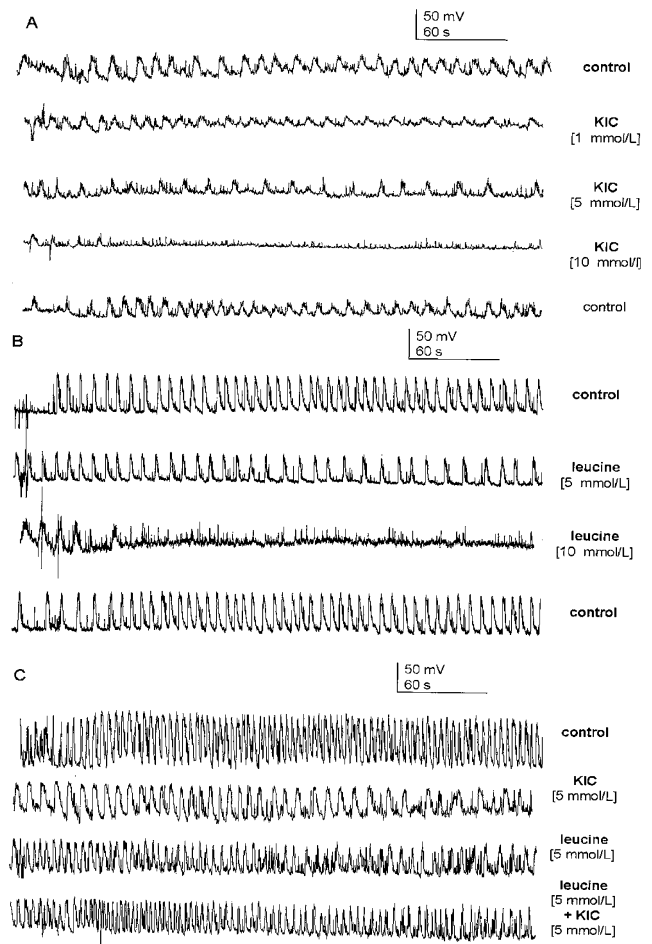 A
50 mV
60 s
control
KIC
[1 mmol/L]
KIC
[5 mmol/L]
KIC
[10 mmol/l]
control
B
50 mV
60 s
control
leucine
[5 mmol/L]
leucine
[10 mmol/L]
control
C
50 mV
60 s
control
KIC
[5 mmol/L]
leucine
[5 mmol/L]
leucine
[5 mmol/L]
+ KIC
[5 mmol/L]